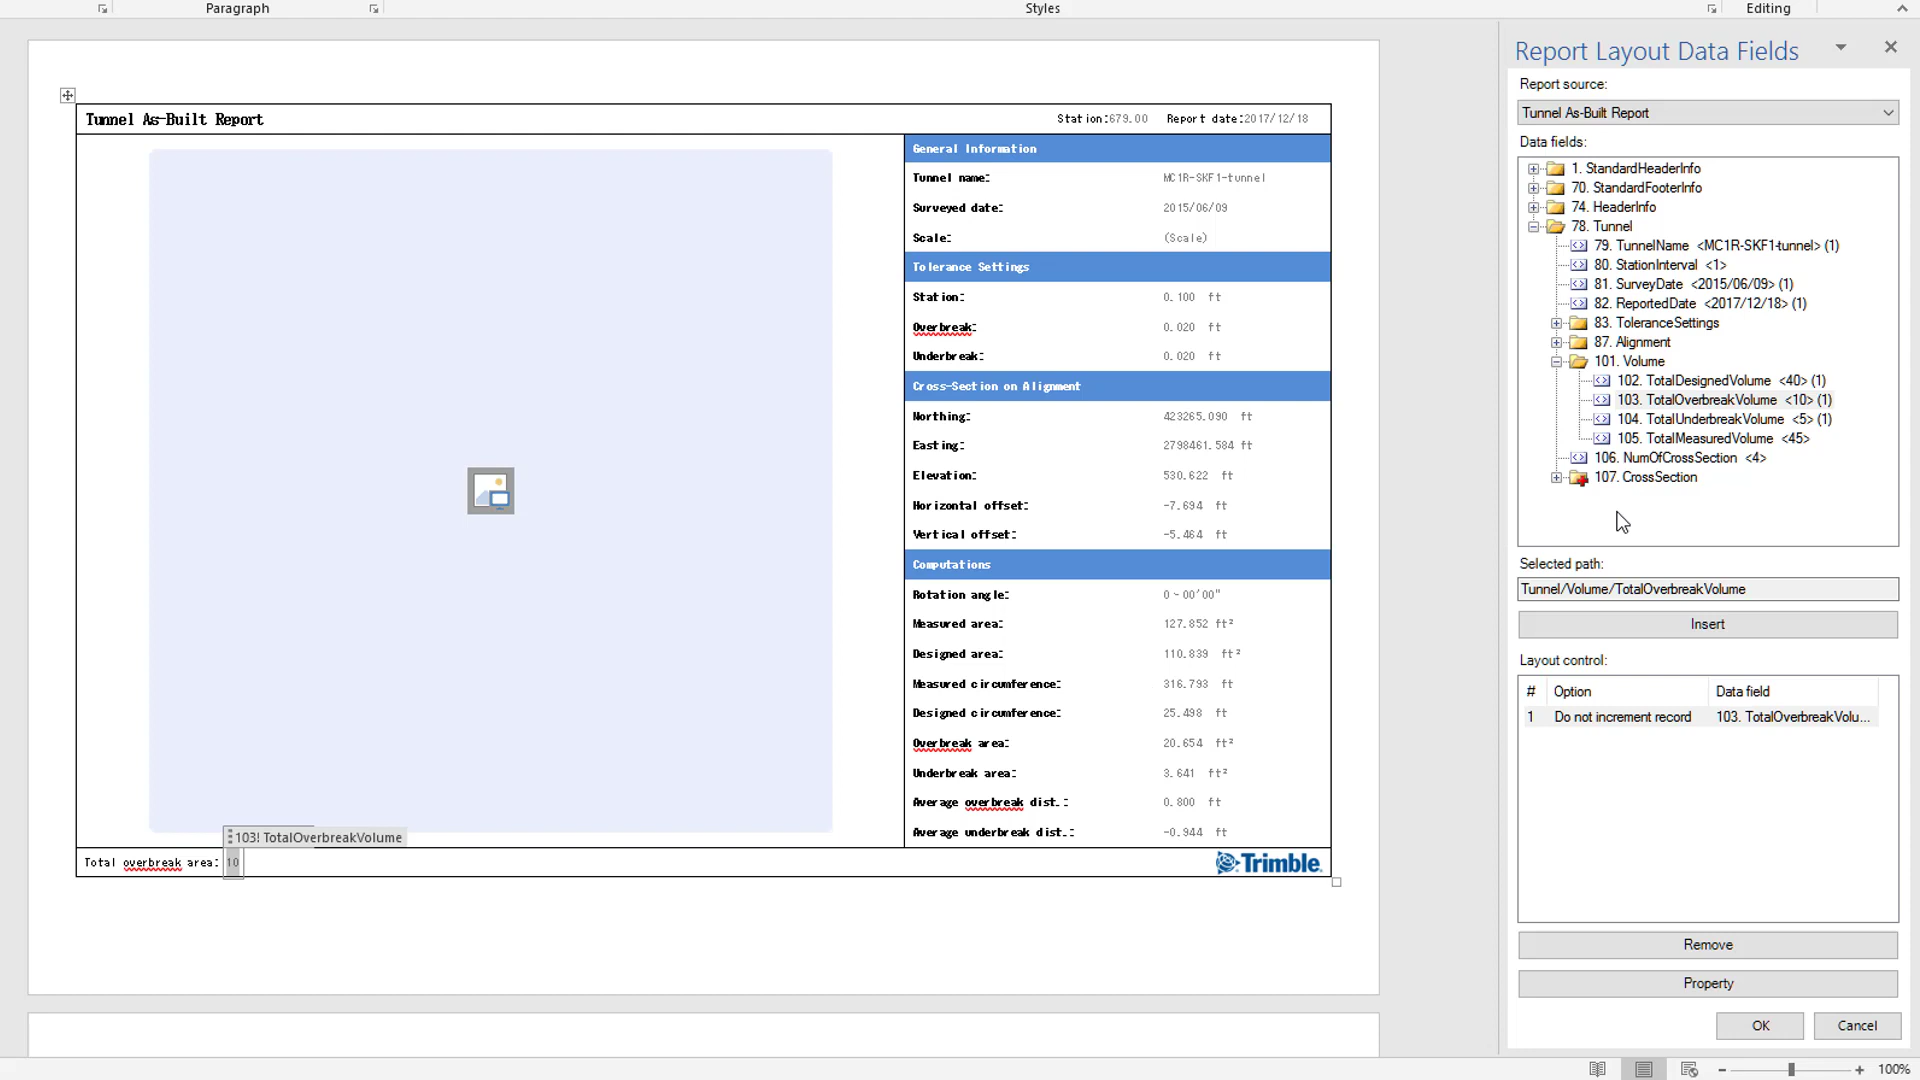 Paragraph
Styles
Editing
Tunnel As-Built Report
Station:679.00 Report date:2017/12/18
General Information
Tunnel name: MC1R-SKF1-tunnel
Surveyed date: 2015/06/09
Scale: (Scale)
Tolerance Settings
Station: 0.100 ft
Overbreak: 0.020 ft
Underbreak: 0.020 ft
Cross-Section on Alignment
Northing: 423265.090 ft
Easting: 2798461.584 ft
Elevation: 530.622 ft
Horizontal offset: -7.694 ft
Vertical offset: -5.464 ft
Computations
Rotation angle: 0~00'00"
Measured area: 127.852 ft²
Designed area: 110.839 ft²
Measured circumference: 316.793 ft
Designed circumference: 25.498 ft
Overbreak area: 20.654 ft²
Underbreak area: 3.641 ft²
Average overbreak dist.: 0.800 ft
Average underbreak dist.: -0.944 ft
103! TotalOverbreakVolume
Total overbreak area: 10
Trimble.
Report Layout Data Fields
Report source:
Tunnel As-Built Report
Data fields:
1. StandardHeaderInfo
70. StandardFooterInfo
74. HeaderInfo
78. Tunnel
79. TunnelName <MC1R-SKF1-tunnel> (1)
80. StationInterval <1>
81. SurveyDate <2015/06/09> (1)
82. ReportedDate <2017/12/18> (1)
83. ToleranceSettings
87. Alignment
101. Volume
102. TotalDesignedVolume <40> (1)
103. TotalOverbreakVolume <10> (1)
104. TotalUnderbreakVolume <5> (1)
105. TotalMeasuredVolume <45>
106. NumOfCrossSection <4>
107. CrossSection
Selected path:
Tunnel/Volume/TotalOverbreakVolume
Insert
Layout control:
# Option Data field
1 Do not increment record 103. TotalOverbreakVolu...
Remove
Property
OK Cancel
100%